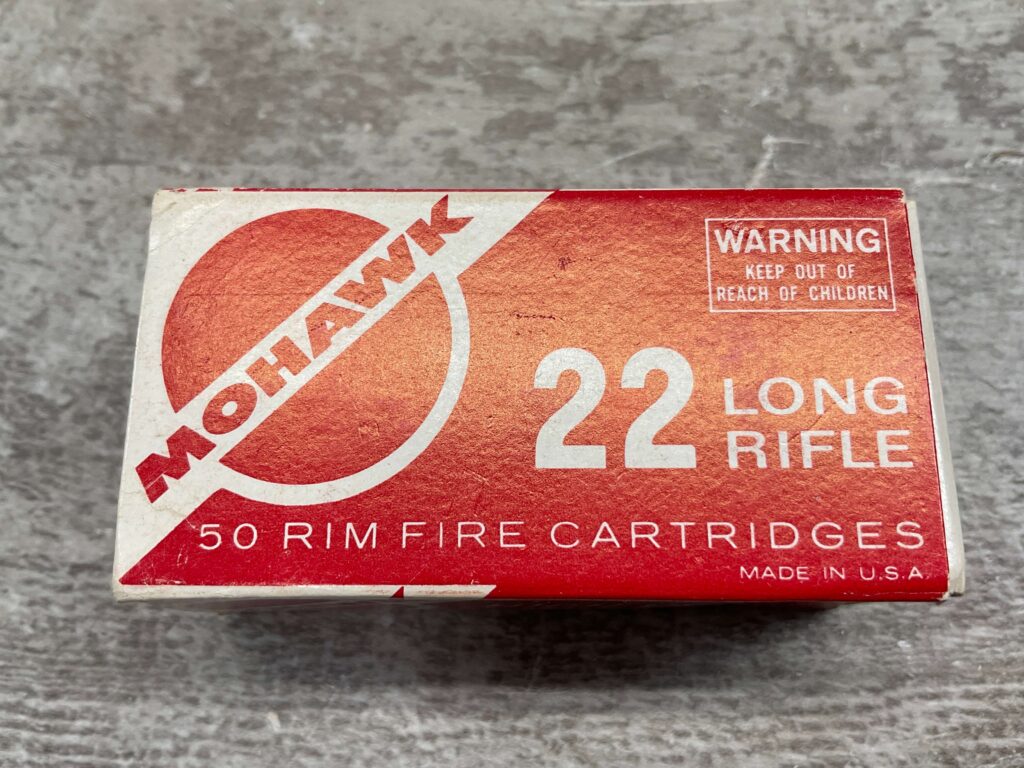 MOHAWK
WARNING
KEEP OUT OF
REACH OF CHILDREN
22 LONG
RIFLE
50 RIM FIRE CARTRIDGES
MADE IN U.S.A.